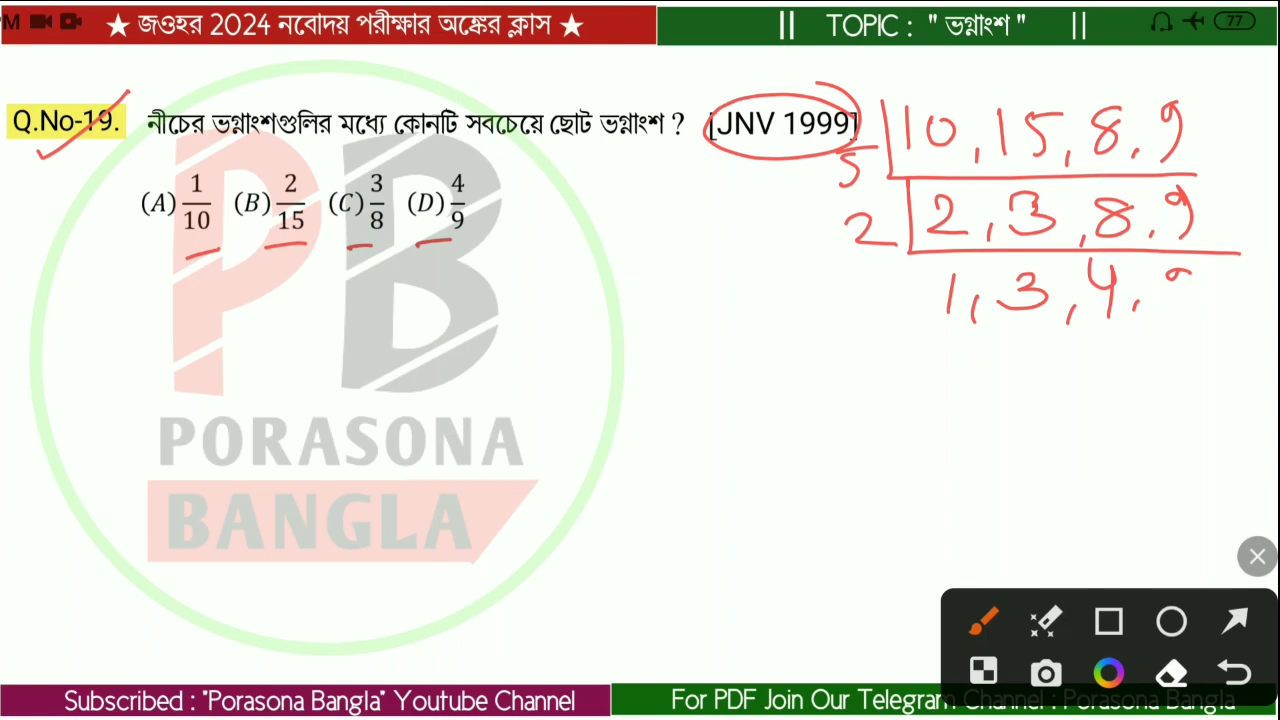 M
★ জওহর 2024 নবোদয় পরীক্ষার অঙ্কের ক্লাস ★ || TOPIC : " ভগ্নাংশ " || 77
Q.No-19. নীচের ভগ্নাংশগুলির মধ্যে কোনটি সবচেয়ে ছোট ভগ্নাংশ ? [JNV 1999]
(A) 1/10 (B) 2/15 (C) 3/8 (D) 4/9
5 | 10, 15, 8, 9
2 | 2, 3, 8, 9
1, 3, 4,
PB
PORASONA
BANGLA
Subscribed : "Porasona Bangla" Youtube Channel
For PDF Join Our Telegram Channel : Porasona Bangla